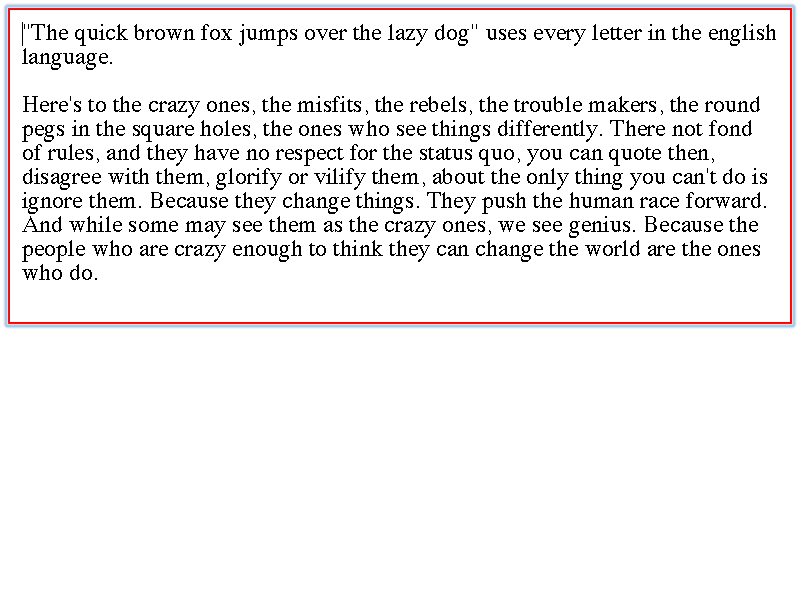 "The quick brown fox jumps over the lazy dog" uses every letter in the english
language.

Here's to the crazy ones, the misfits, the rebels, the trouble makers, the round
pegs in the square holes, the ones who see things differently. There not fond
of rules, and they have no respect for the status quo, you can quote then,
disagree with them, glorify or vilify them, about the only thing you can't do is
ignore them. Because they change things. They push the human race forward.
And while some may see them as the crazy ones, we see genius. Because the
people who are crazy enough to think they can change the world are the ones
who do.